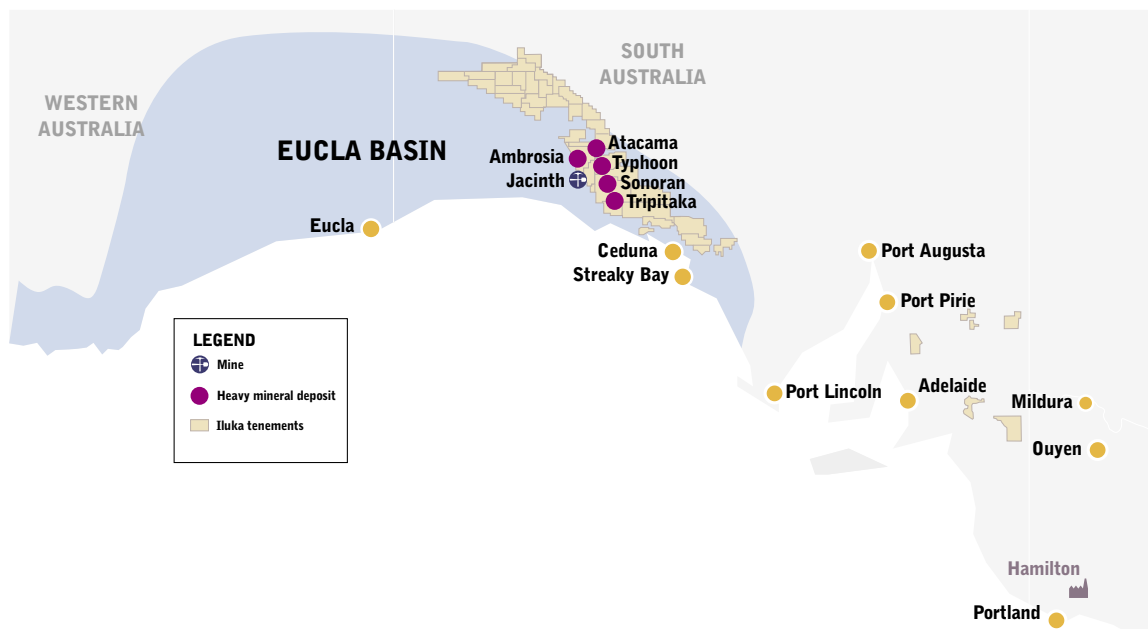 SOUTH
AUSTRALIA
WESTERN
AUSTRALIA
EUCLA BASIN
Atacama
Ambrosia
Typhoon
Jacinth
Sonoran
Tripitaka
Eucla
Ceduna
Streaky Bay
Port Augusta
Port Pirie
LEGEND
Mine
Heavy mineral deposit
Iluka tenements
Port Lincoln
Adelaide
Mildura
Ouyen
Hamilton
Portland